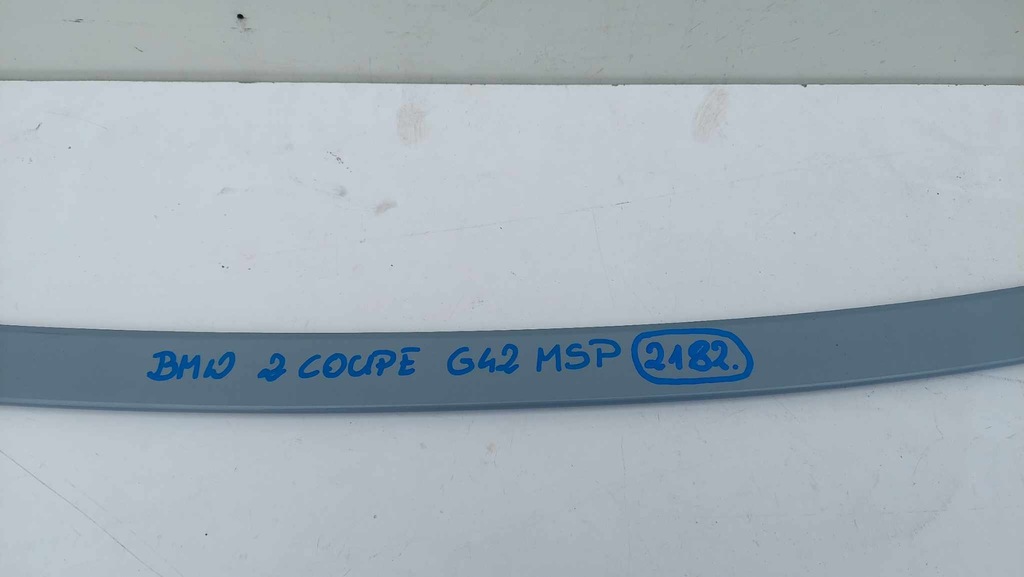 BMW 2 COUPE G42 MSP 2182.